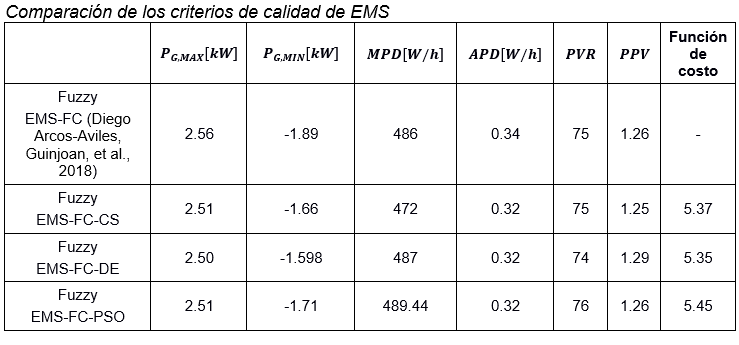 Comparación de los criterios de calidad de EMS
P_G,MAX[kW] P_G,MIN[kW] MPD[W/h] APD[W/h] PVR PPV Función de costo
Fuzzy
EMS-FC (Diego
Arcos-Aviles,
Guinjoan, et al.,
2018)
2.56 -1.89 486 0.34 75 1.26 -
Fuzzy
EMS-FC-CS
2.51 -1.66 472 0.32 75 1.25 5.37
Fuzzy
EMS-FC-DE
2.50 -1.598 487 0.32 74 1.29 5.35
Fuzzy
EMS-FC-PSO
2.51 -1.71 489.44 0.32 76 1.26 5.45